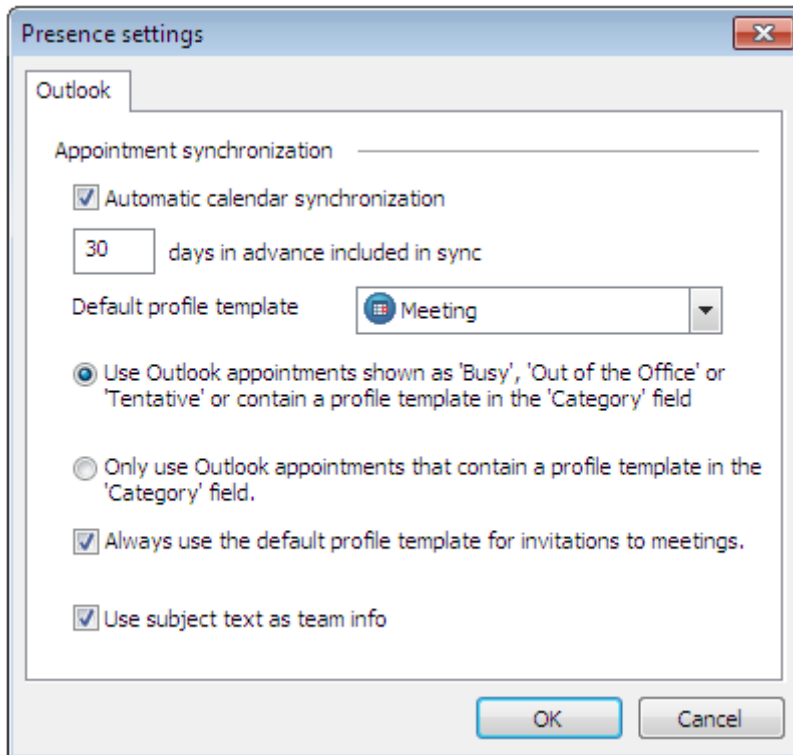 Presence settings
Outlook
Appointment synchronization
Automatic calendar synchronization
30 days in advance included in sync
Default profile template Meeting
Use Outlook appointments shown as 'Busy', 'Out of the Office' or
'Tentative' or contain a profile template in the 'Category' field
Only use Outlook appointments that contain a profile template in the
'Category' field.
Always use the default profile template for invitations to meetings.
Use subject text as team info
OK Cancel